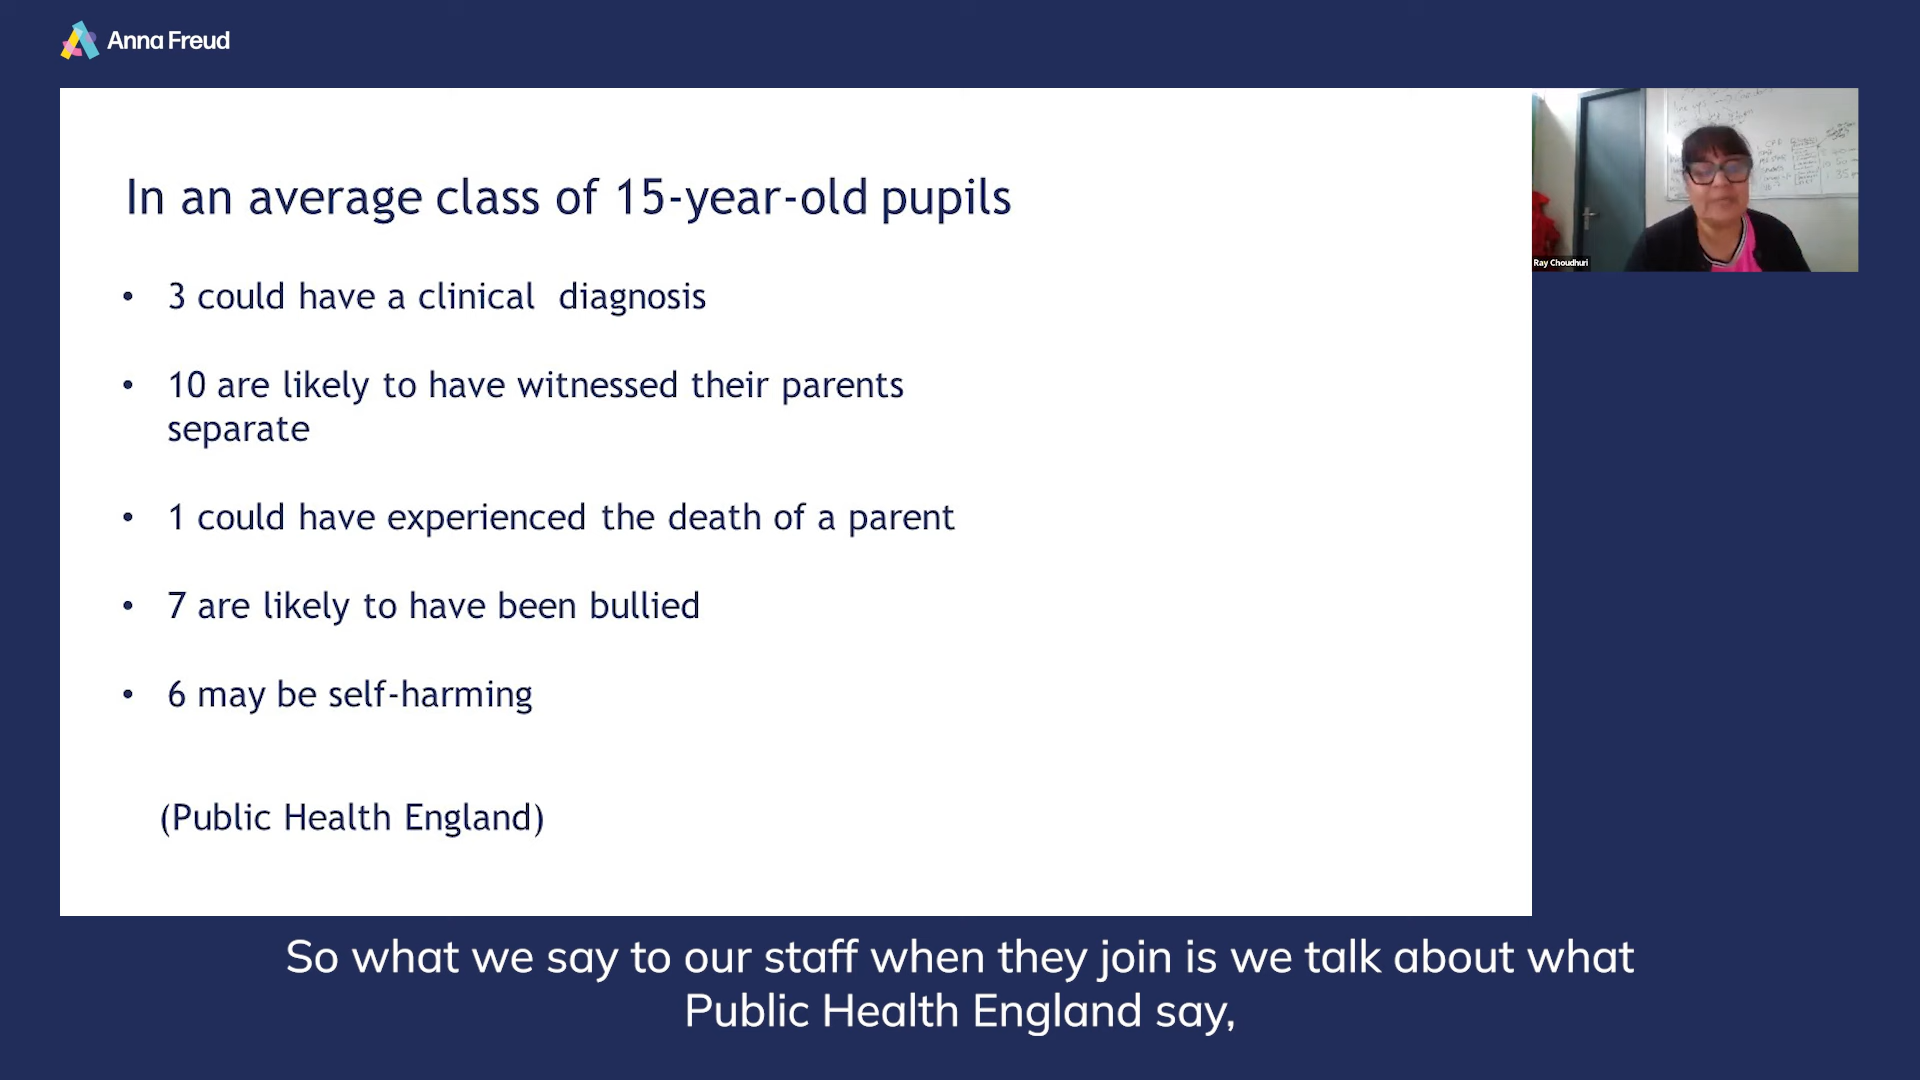 Anna Freud
In an average class of 15-year-old pupils
• 3 could have a clinical  diagnosis
• 10 are likely to have witnessed their parents
separate
• 1 could have experienced the death of a parent
• 7 are likely to have been bullied
• 6 may be self-harming
(Public Health England)
Ray Choudhuri
So what we say to our staff when they join is we talk about what
Public Health England say,